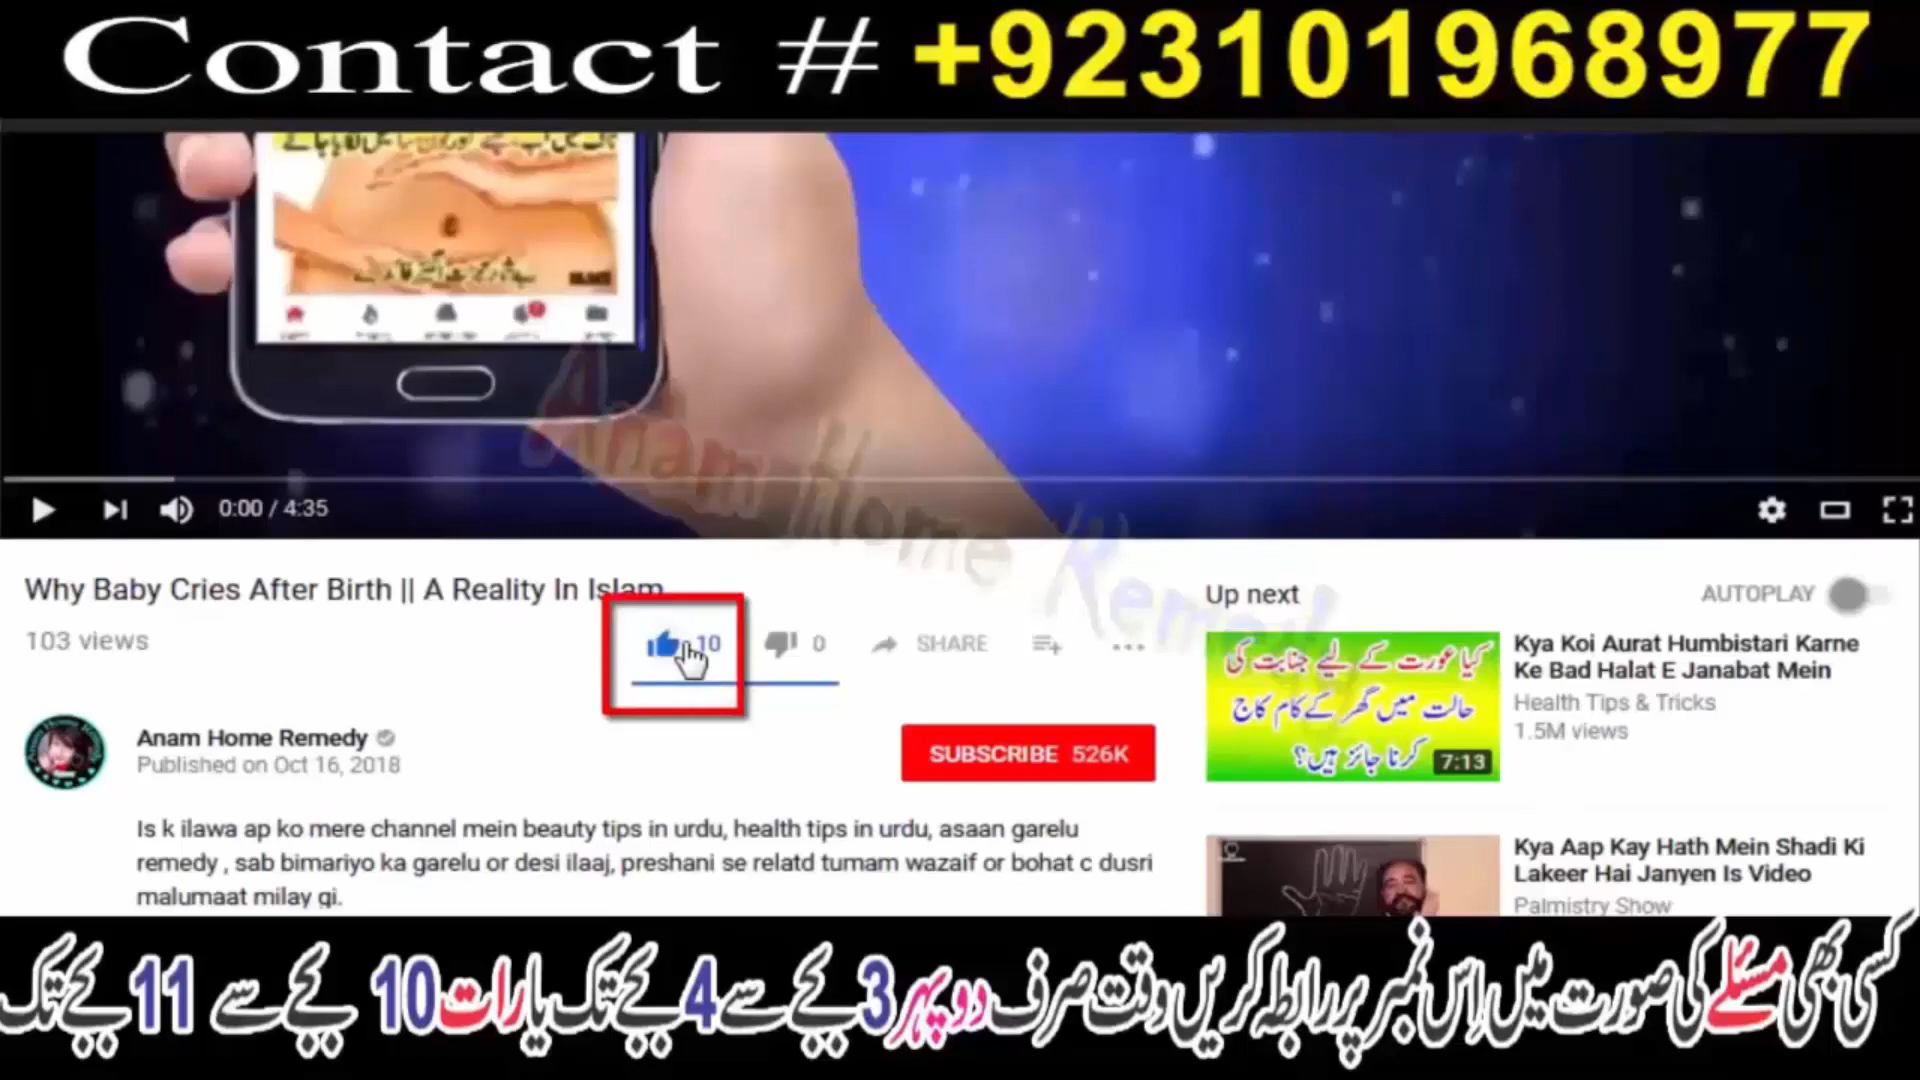 Contact # +923101968977
0:00 / 4:35
Why Baby Cries After Birth || A Reality In Islam
103 views
10
0
SHARE
Anam Home Remedy
Published on Oct 16, 2018
SUBSCRIBE 526K
Is k ilawa ap ko mere channel mein beauty tips in urdu, health tips in urdu, asaan garelu
remedy , sab bimariyo ka garelu or desi ilaaj, preshani se relatd tumam wazaif or bohat c dusri
malumaat milay gi.
Anam Home Remedy
Up next
AUTOPLAY
کیا عورت کے لیے جنابت کی
حالت میں گھر کے کام کاج
کرنا جائز ہیں؟
7:13
Kya Koi Aurat Humbistari Karne
Ke Bad Halat E Janabat Mein
Health Tips & Tricks
1.5M views
Kya Aap Kay Hath Mein Shadi Ki
Lakeer Hai Janyen Is Video
Palmistry Show
کسی بھی مسئلے کی صورت میں اِس نمبر پر رابطہ کریں وقت صرف دوپہر 3 بجے سے 4 بجے تک یا رات 10 بجے سے 11 بجے تک